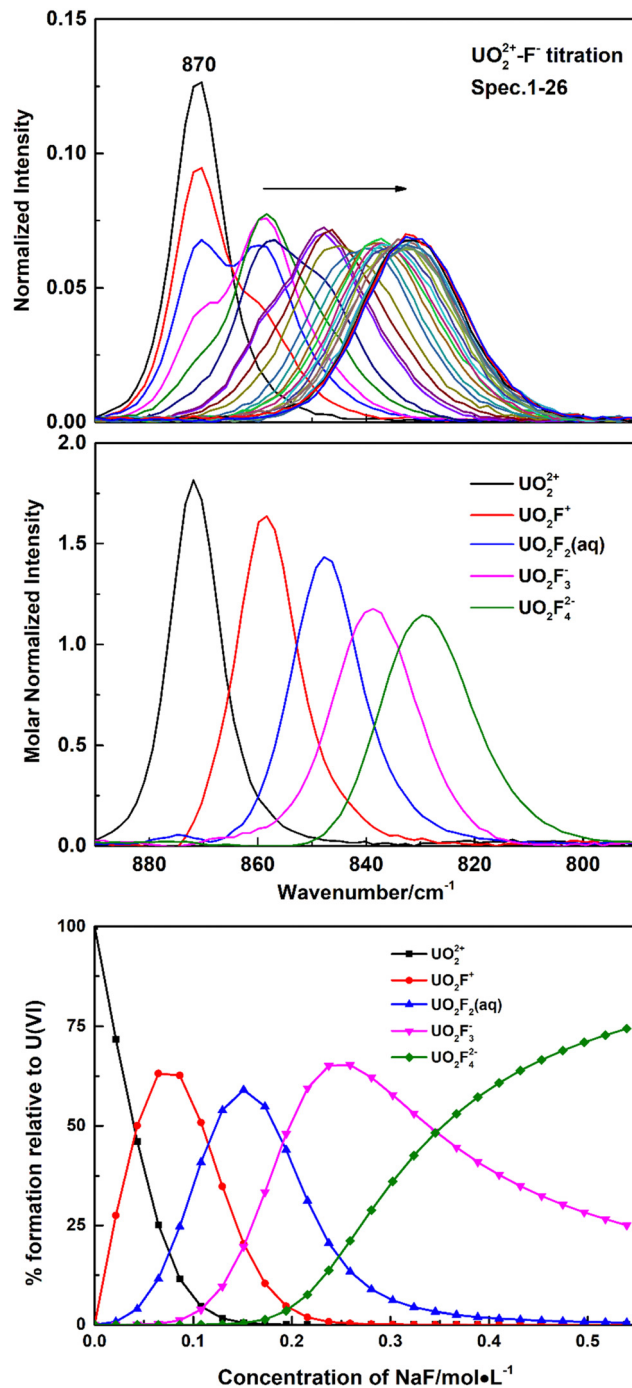 0.15
UO₂²⁺-F⁻ titration
870
Spec.1-26
0.10
0.05
0.00
Normalized Intensity
2.0
UO₂²⁺
UO₂F⁺
1.5
UO₂F₂(aq)
UO₂F₃⁻
UO₂F₄²⁻
1.0
0.5
0.0
Molar Normalized Intensity
880 860 840 820 800
Wavenumber/cm⁻¹
100
UO₂²⁺
UO₂F⁺
UO₂F₂(aq)
75
UO₂F₃⁻
UO₂F₄²⁻
50
25
0
% formation relative to U(VI)
0.0 0.1 0.2 0.3 0.4 0.5
Concentration of NaF/mol•L⁻¹